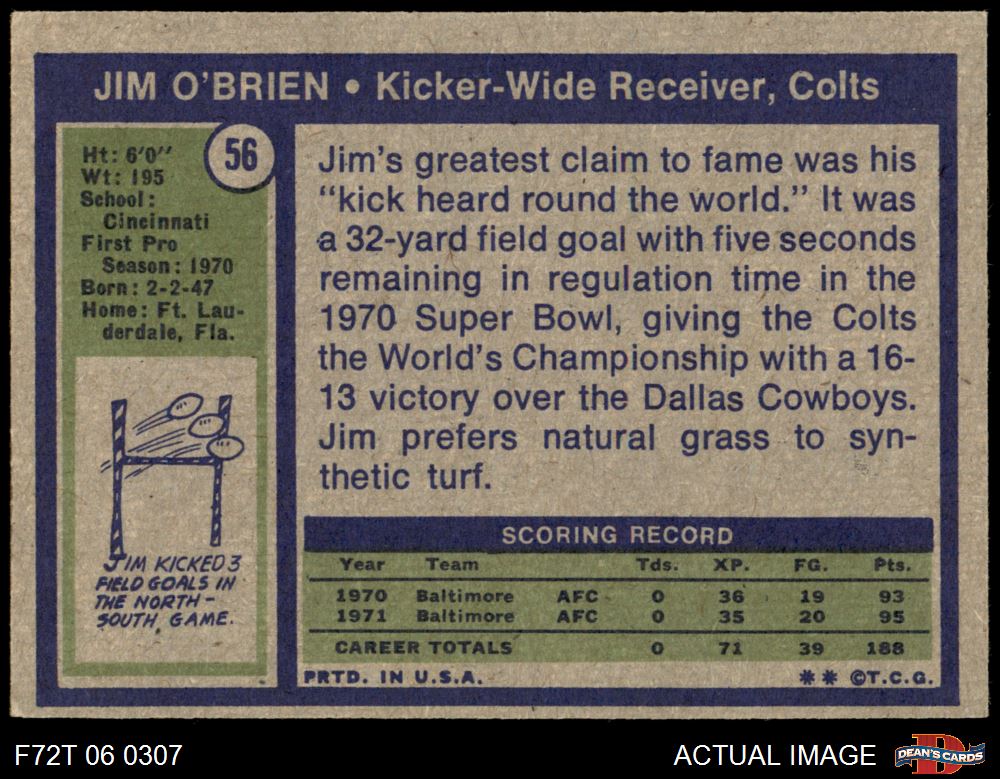 JIM O'BRIEN • Kicker-Wide Receiver, Colts
56
Ht: 6'0"
Wt: 195
School:
Cincinnati
First Pro
Season: 1970
Born: 2-2-47
Home: Ft. Lau-
derdale, Fla.
JIM KICKED 3
FIELD GOALS IN
THE NORTH-
SOUTH GAME.
Jim's greatest claim to fame was his
"kick heard round the world." It was
a 32-yard field goal with five seconds
remaining in regulation time in the
1970 Super Bowl, giving the Colts
the World's Championship with a 16-
13 victory over the Dallas Cowboys.
Jim prefers natural grass to syn-
thetic turf.
SCORING RECORD
Year Team Tds. XP. FG. Pts.
1970 Baltimore AFC 0 36 19 93
1971 Baltimore AFC 0 35 20 95
CAREER TOTALS 0 71 39 188
PRTD. IN U.S.A. ** ©T.C.G.
F72T 06 0307 ACTUAL IMAGE DEAN'S CARDS